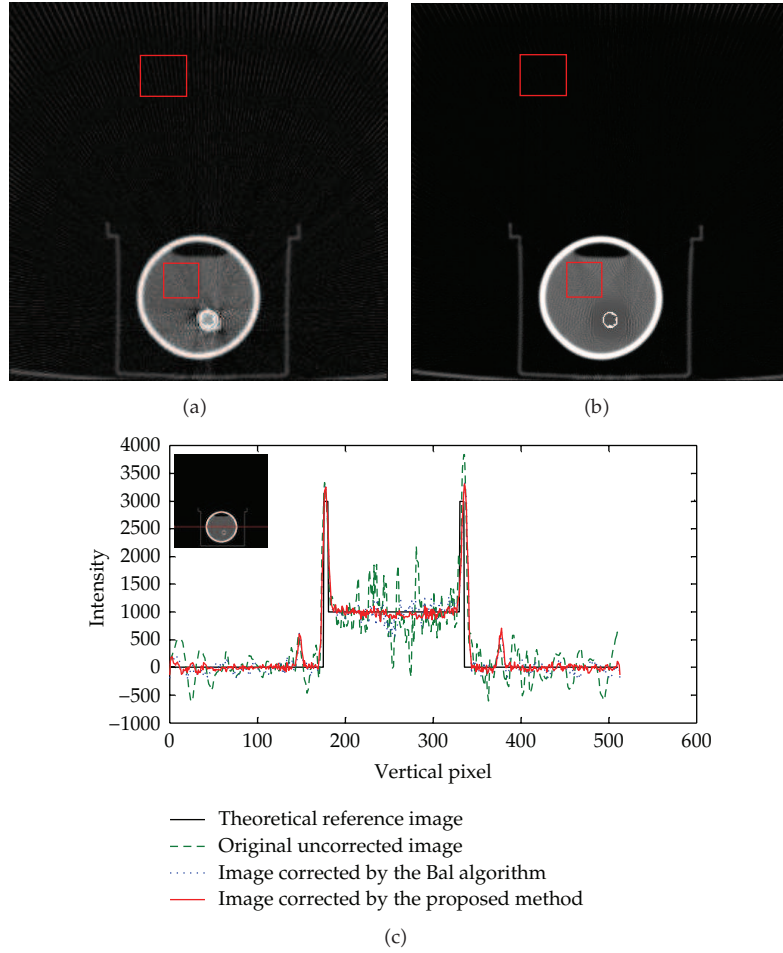 (a)
(b)
4000
3500
3000
2500
2000
1500
1000
500
0
−500
−1000
Intensity
0
100
200
300
400
500
600
Vertical pixel
Theoretical reference image
Original uncorrected image
Image corrected by the Bal algorithm
Image corrected by the proposed method
(c)